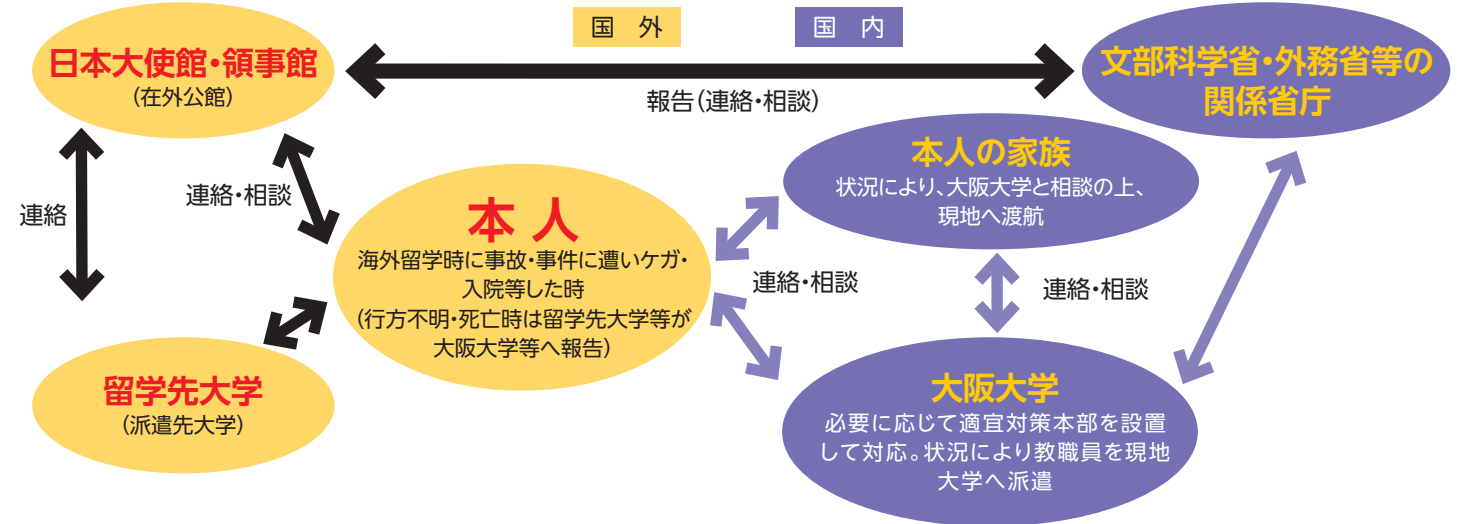 国 外
国 内
日本大使館・領事館
(在外公館)
文部科学省・外務省等の
関係省庁
報告(連絡・相談)
連絡
連絡・相談
本 人
海外留学時に事故・事件に遭いケガ・
入院等した時
(行方不明・死亡時は留学先大学等が
大阪大学等へ報告)
本人の家族
状況により、大阪大学と相談の上、
現地へ渡航
連絡・相談
連絡・相談
留学先大学
(派遣先大学)
大阪大学
必要に応じて適宜対策本部を設置
して対応。状況により教職員を現地
大学へ派遣